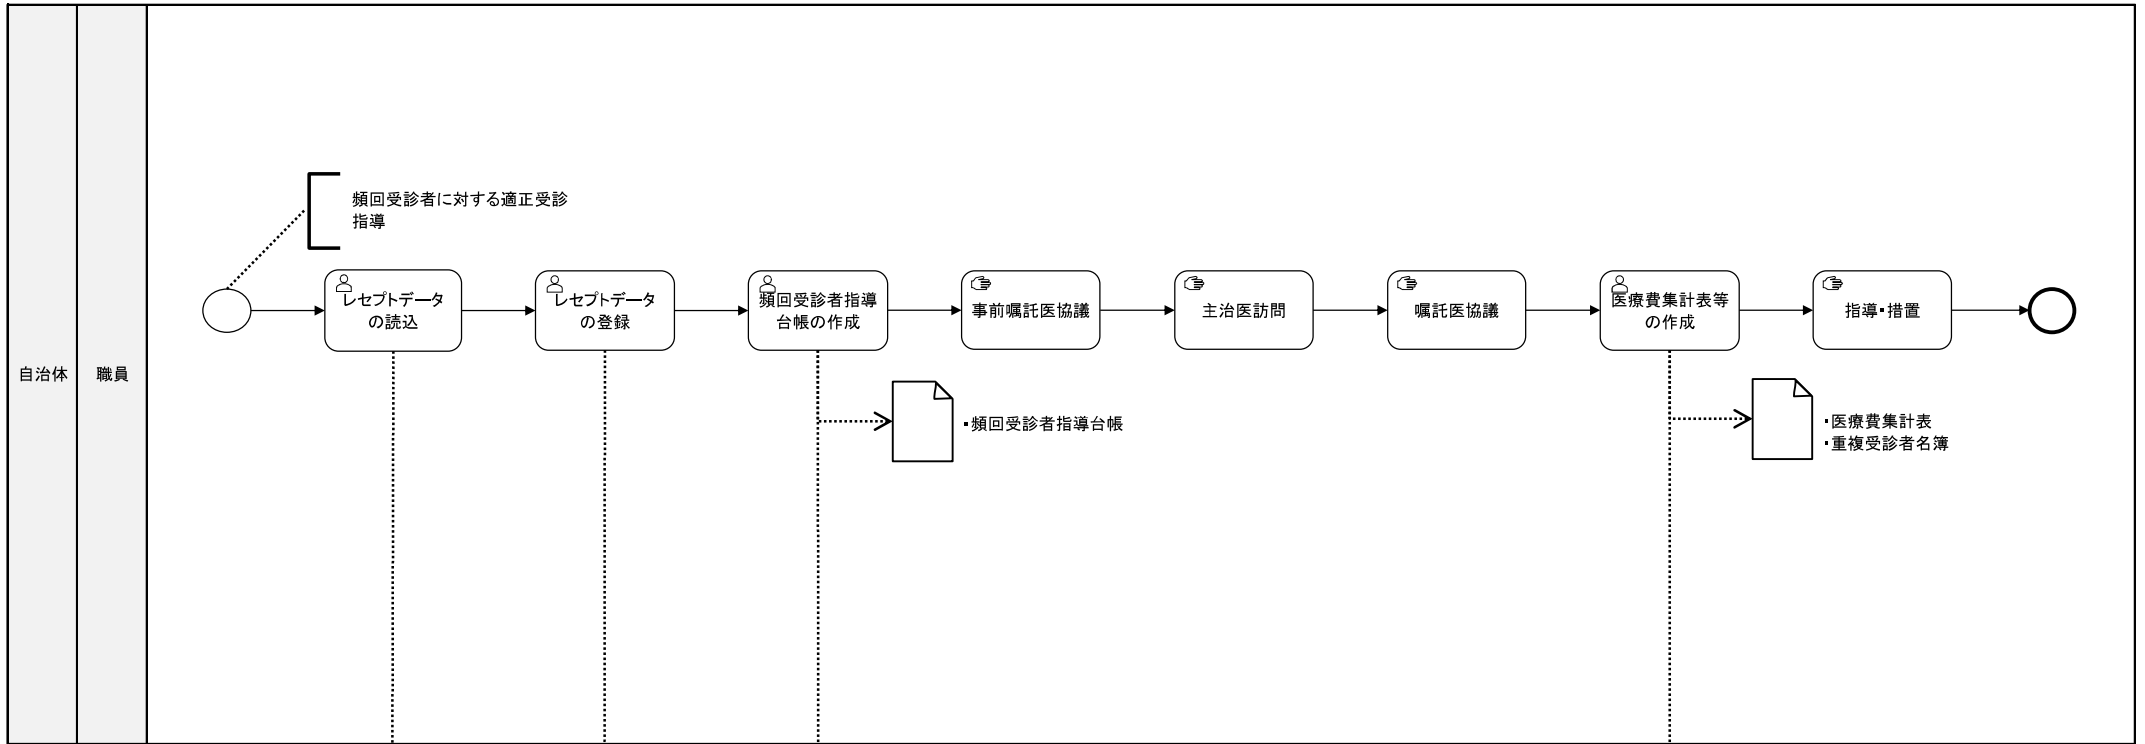 自治体
職員
頻回受診者に対する適正受診
指導
レセプトデータ
の読込
レセプトデータ
の登録
頻回受診者指導
台帳の作成
事前嘱託医協議
主治医訪問
嘱託医協議
医療費集計表等
の作成
指導・措置
・頻回受診者指導台帳
・医療費集計表
・重複受診者名簿